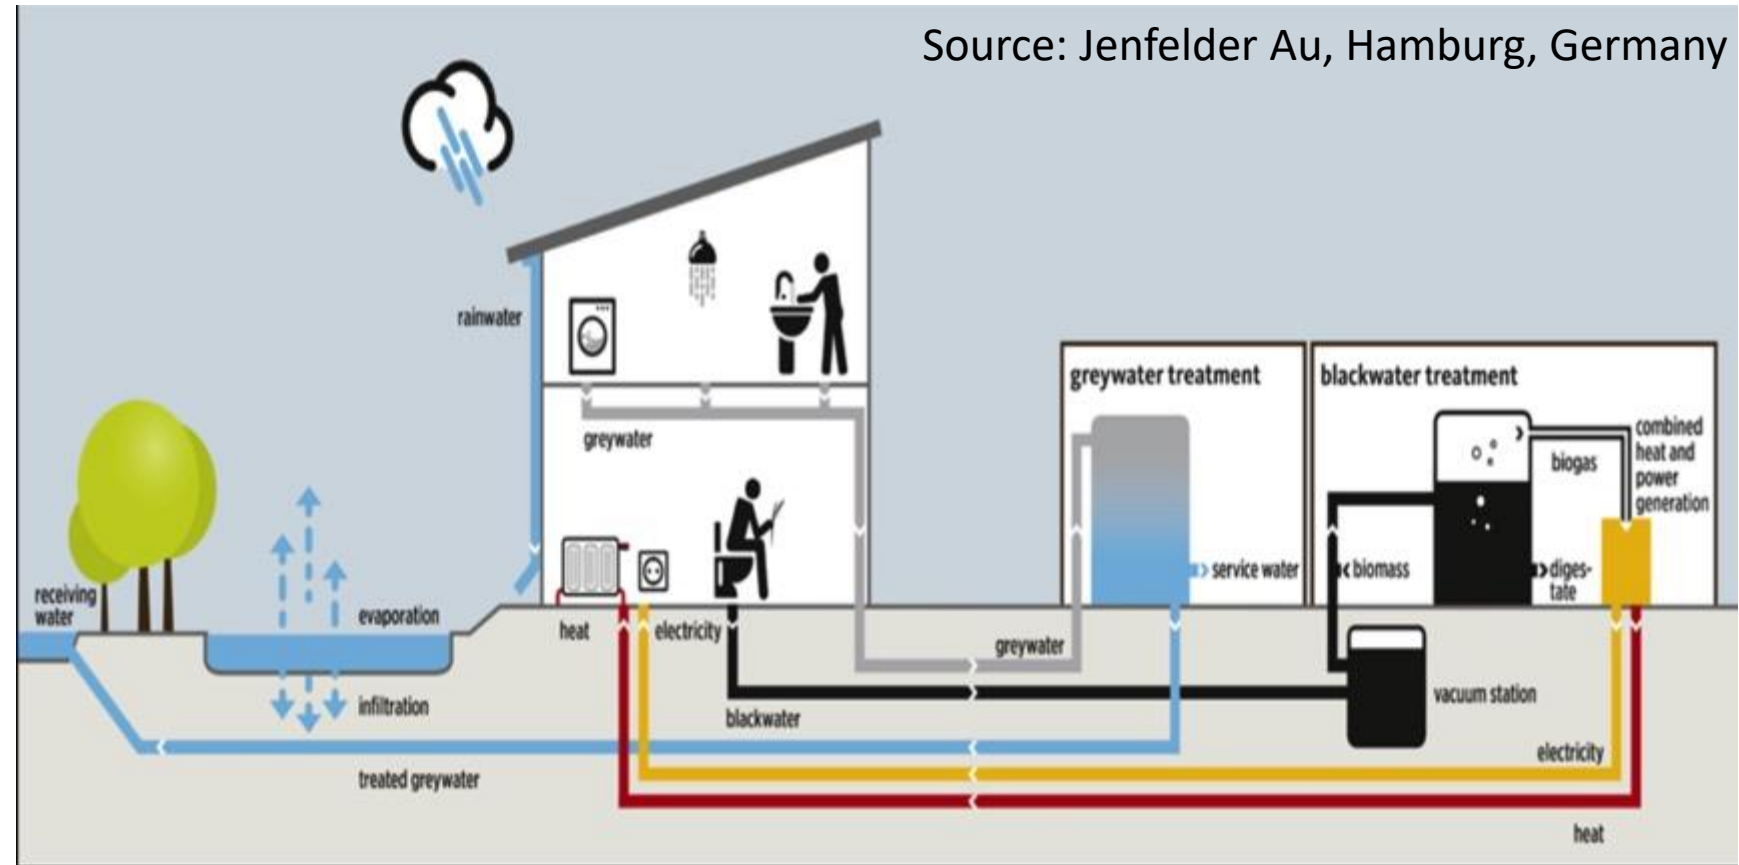 Source: Jenfelder Au, Hamburg, Germany
rainwater
greywater
greywater treatment
blackwater treatment
combined
heat and
power
generation
biogas
service water
biomass
diges-
tate
receiving
water
evaporation
heat
electricity
greywater
infiltration
blackwater
vacuum station
treated greywater
electricity
heat